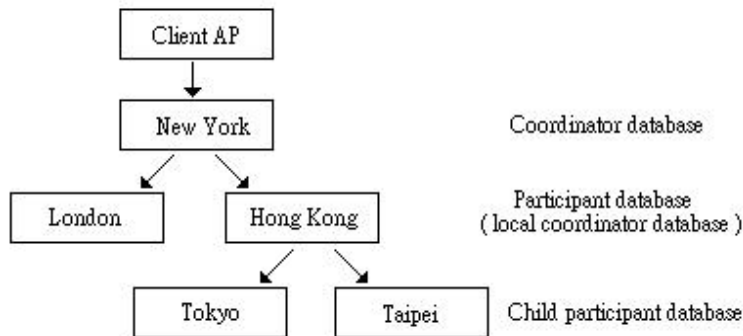 Client AP
New York
Coordinator database
London
Hong Kong
Participant database
( local coordinator database )
Tokyo
Taipei
Child participant database